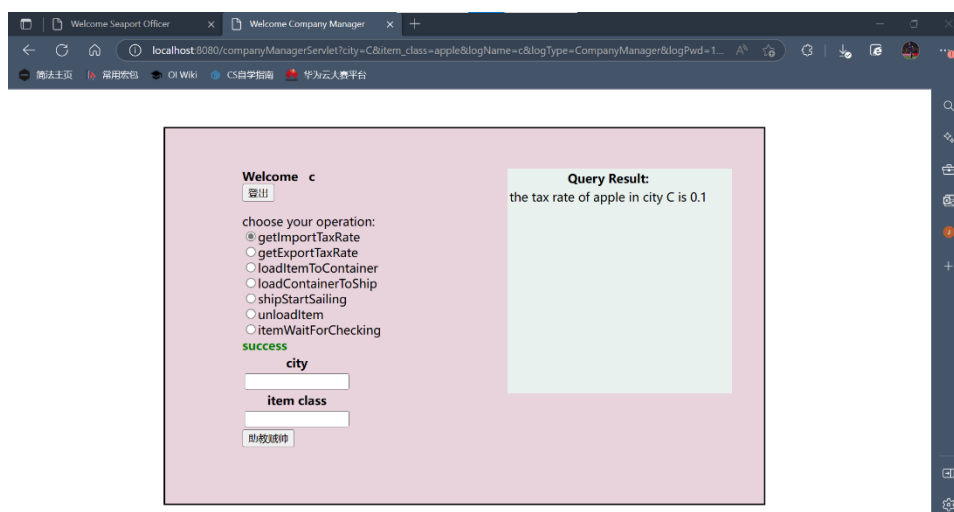 Welcome Seaport Officer
Welcome Company Manager
localhost:8080/companyManagerServlet?city=C&item_class=apple&logName=c&logType=CompanyManager&logPwd=1...
简法主页
常用宏包
OI Wiki
CS自学指南
华为云人赛平台
Welcome c
登出
choose your operation:
getImportTaxRate
getExportTaxRate
loadItemToContainer
loadContainerToShip
shipStartSailing
unloadItem
itemWaitForChecking
success
city
item class
助教贼帅
Query Result:
the tax rate of apple in city C is 0.1